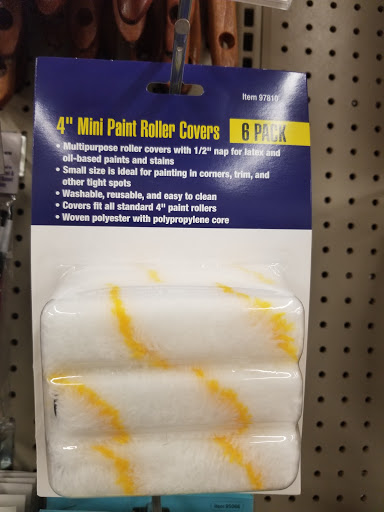 Item 97810
4" Mini Paint Roller Covers 6 PACK
• Multipurpose roller covers with 1/2" nap for latex and
oil-based paints and stains
• Small size is ideal for painting in corners, trim, and
other tight spots
• Washable, reusable, and easy to clean
• Covers fit all standard 4" paint rollers
• Woven polyester with polypropylene core